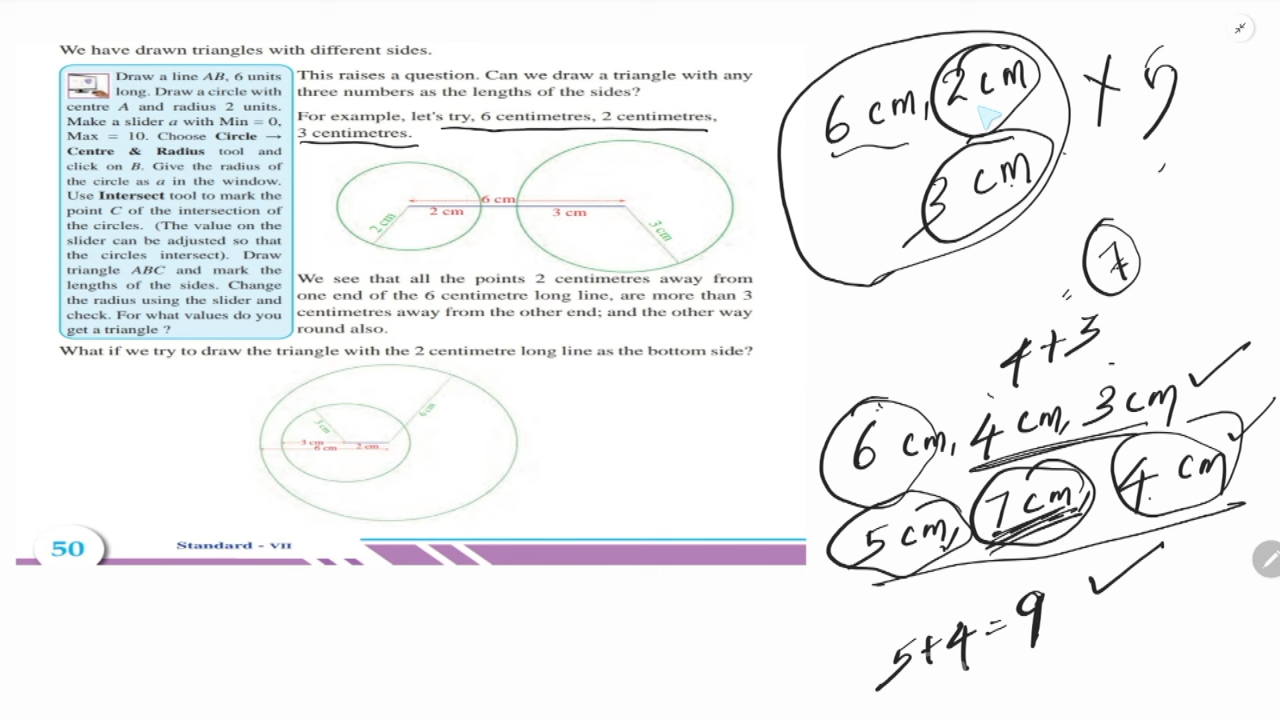 We have drawn triangles with different sides.
Draw a line AB, 6 units
long. Draw a circle with
centre A and radius 2 units.
Make a slider a with Min = 0,
Max = 10. Choose Circle →
Centre & Radius tool and
click on B. Give the radius of
the circle as a in the window.
Use Intersect tool to mark the
point C of the intersection of
the circles. (The value on the
slider can be adjusted so that
the circles intersect). Draw
triangle ABC and mark the
lengths of the sides. Change
the radius using the slider and
check. For what values do you
get a triangle ?
This raises a question. Can we draw a triangle with any
three numbers as the lengths of the sides?
For example, let's try, 6 centimetres, 2 centimetres,
3 centimetres.
6 cm
2 cm
3 cm
2 cm
3 cm
We see that all the points 2 centimetres away from
one end of the 6 centimetre long line, are more than 3
centimetres away from the other end; and the other way
round also.
What if we try to draw the triangle with the 2 centimetre long line as the bottom side?
3 cm
6 cm
3 cm
2 cm
6 cm
50
Standard - VII
6 cm, 2 cm
3 cm
7
=
4+3
6 cm, 4 cm, 3 cm
5 cm, 7 cm, 4 cm
5+4=9